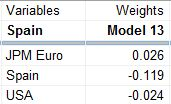 Variables Weights
Spain Model 13
JPM Euro 0.026
Spain -0.119
USA -0.024